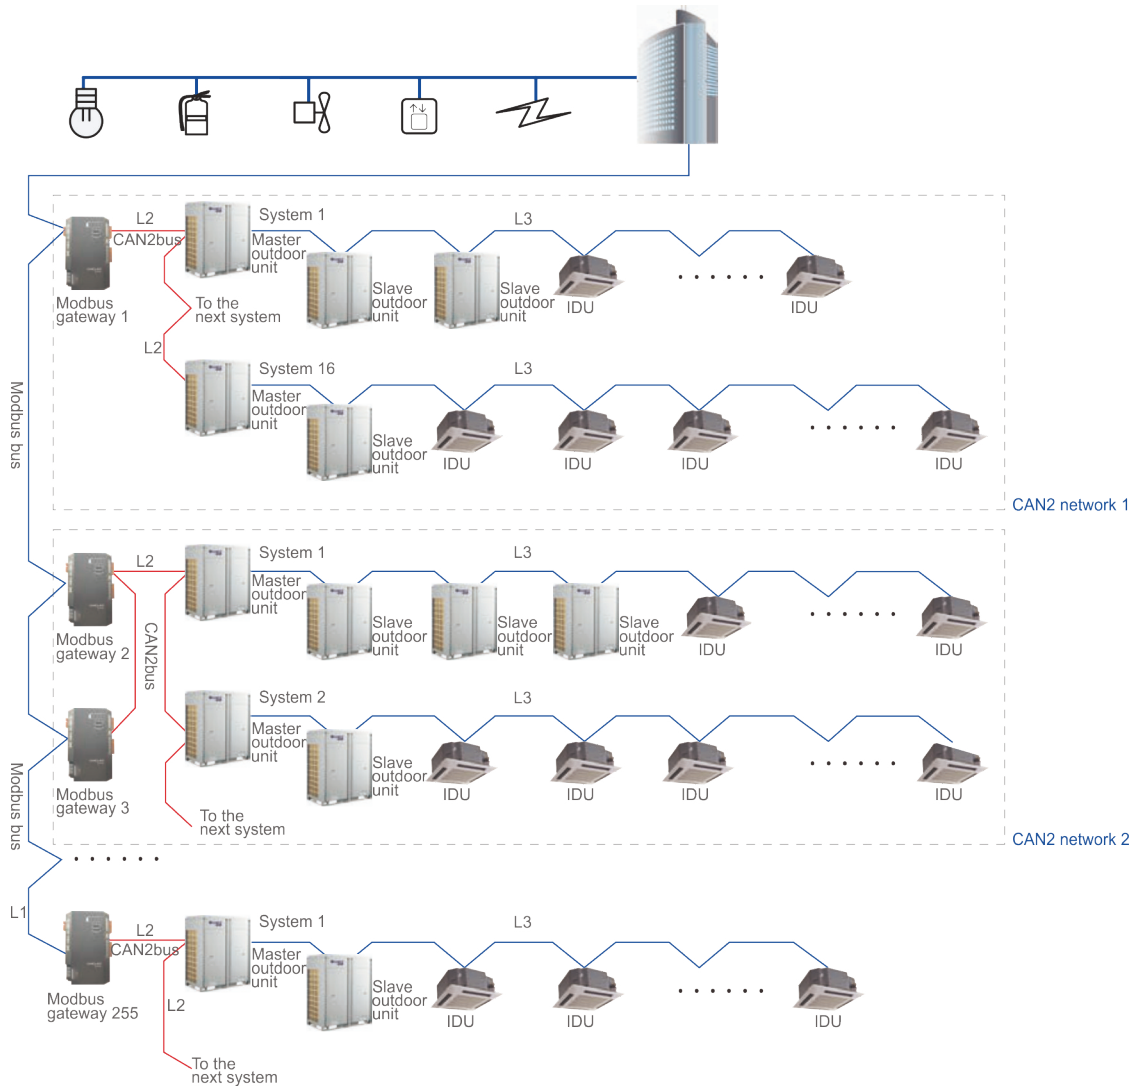 L2
CAN2bus
System 1
Master
outdoor
unit
L3
Slave
outdoor
unit
Slave
outdoor
unit
IDU
IDU
Modbus
gateway 1
To the
next system
L2
System 16
L3
Master
outdoor
unit
Slave
outdoor
unit
IDU
IDU
IDU
IDU
Modbus bus
CAN2 network 1
L2
System 1
L3
Master
outdoor
unit
Slave
outdoor
unit
Slave
outdoor
unit
Slave
outdoor
unit
IDU
IDU
Modbus
gateway 2
CAN2bus
System 2
L3
Master
outdoor
unit
Slave
outdoor
unit
IDU
IDU
IDU
IDU
Modbus
gateway 3
Modbus bus
To the
next system
CAN2 network 2
L1
L2
CAN2bus
System 1
L3
Master
outdoor
unit
Slave
outdoor
unit
IDU
IDU
IDU
Modbus
gateway 255
L2
To the
next system